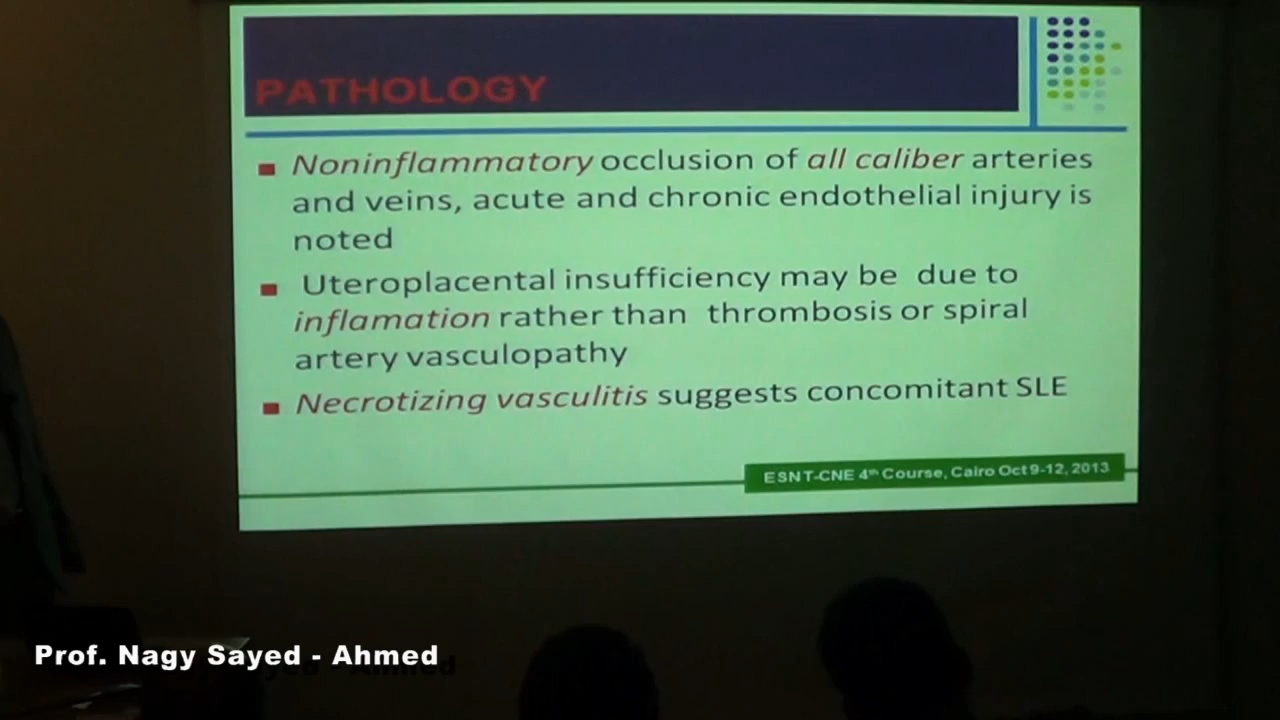 PATHOLOGY
Noninflammatory occlusion of all caliber arteries
and veins, acute and chronic endothelial injury is
noted
Uteroplacental insufficiency may be due to
inflamation rather than thrombosis or spiral
artery vasculopathy
Necrotizing vasculitis suggests concomitant SLE
ESNT-CNE 4th Course, Cairo Oct 9-12, 2013
Prof. Nagy Sayed - Ahmed